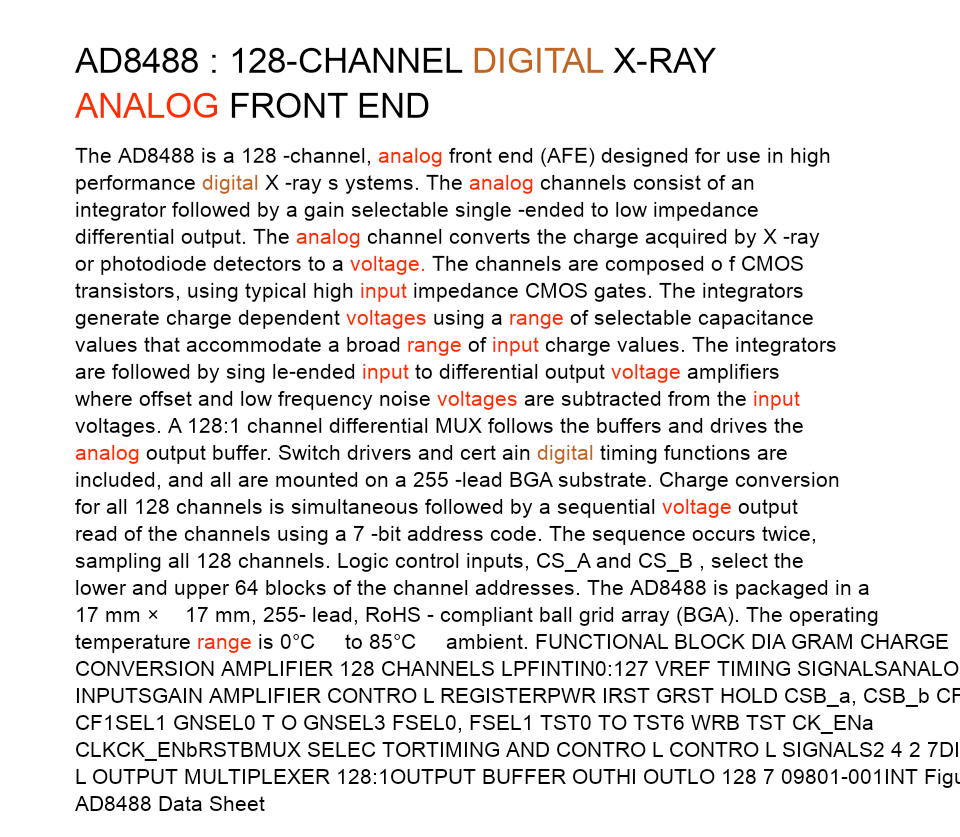 AD8488 : 128-CHANNEL DIGITAL X-RAY
ANALOG FRONT END
The AD8488 is a 128 -channel, analog front end (AFE) designed for use in high
performance digital X -ray s ystems. The analog channels consist of an
integrator followed by a gain selectable single -ended to low impedance
differential output. The analog channel converts the charge acquired by X -ray
or photodiode detectors to a voltage. The channels are composed o f CMOS
transistors, using typical high input impedance CMOS gates. The integrators
generate charge dependent voltages using a range of selectable capacitance
values that accommodate a broad range of input charge values. The integrators
are followed by sing le-ended input to differential output voltage amplifiers
where offset and low frequency noise voltages are subtracted from the input
voltages. A 128:1 channel differential MUX follows the buffers and drives the
analog output buffer. Switch drivers and cert ain digital timing functions are
included, and all are mounted on a 255 -lead BGA substrate. Charge conversion
for all 128 channels is simultaneous followed by a sequential voltage output
read of the channels using a 7 -bit address code. The sequence occurs twice,
sampling all 128 channels. Logic control inputs, CS_A and CS_B , select the
lower and upper 64 blocks of the channel addresses. The AD8488 is packaged in a
17 mm × 17 mm, 255- lead, RoHS - compliant ball grid array (BGA). The operating
temperature range is 0°C to 85°C ambient. FUNCTIONAL BLOCK DIA GRAM CHARGE
CONVERSION AMPLIFIER 128 CHANNELS LPFINTIN0:127 VREF TIMING SIGNALSANALO
INPUTSGAIN AMPLIFIER CONTRO L REGISTERPWR IRST GRST HOLD CSB_a, CSB_b CF
CF1SEL1 GNSEL0 T O GNSEL3 FSEL0, FSEL1 TST0 TO TST6 WRB TST CK_ENa
CLKCK_ENbRSTBMUX SELEC TORTIMING AND CONTRO L CONTRO L SIGNALS2 4 2 7DI
L OUTPUT MULTIPLEXER 128:1OUTPUT BUFFER OUTHI OUTLO 128 7 09801-001INT Figu
AD8488 Data Sheet